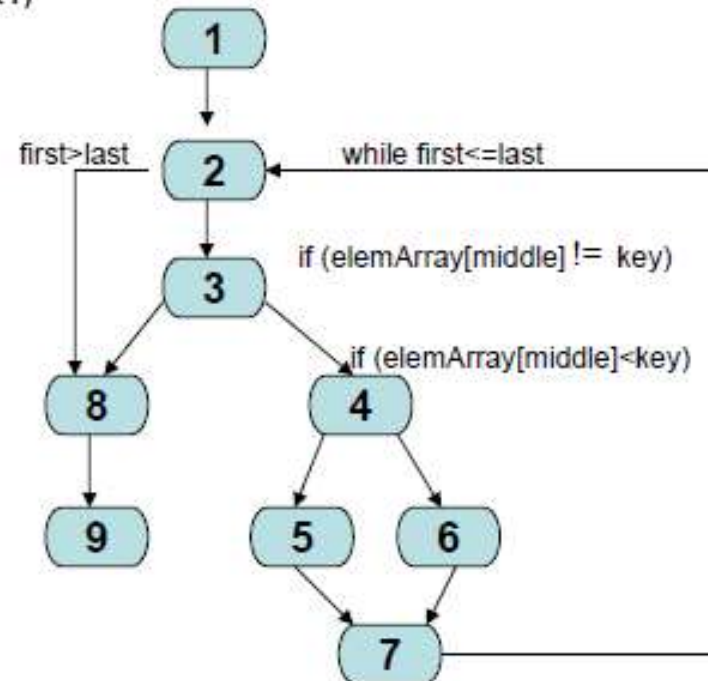 1
first>last
2
while first<=last
if (elemArray[middle] != key)
3
if (elemArray[middle]<key)
8
4
9
5
6
7